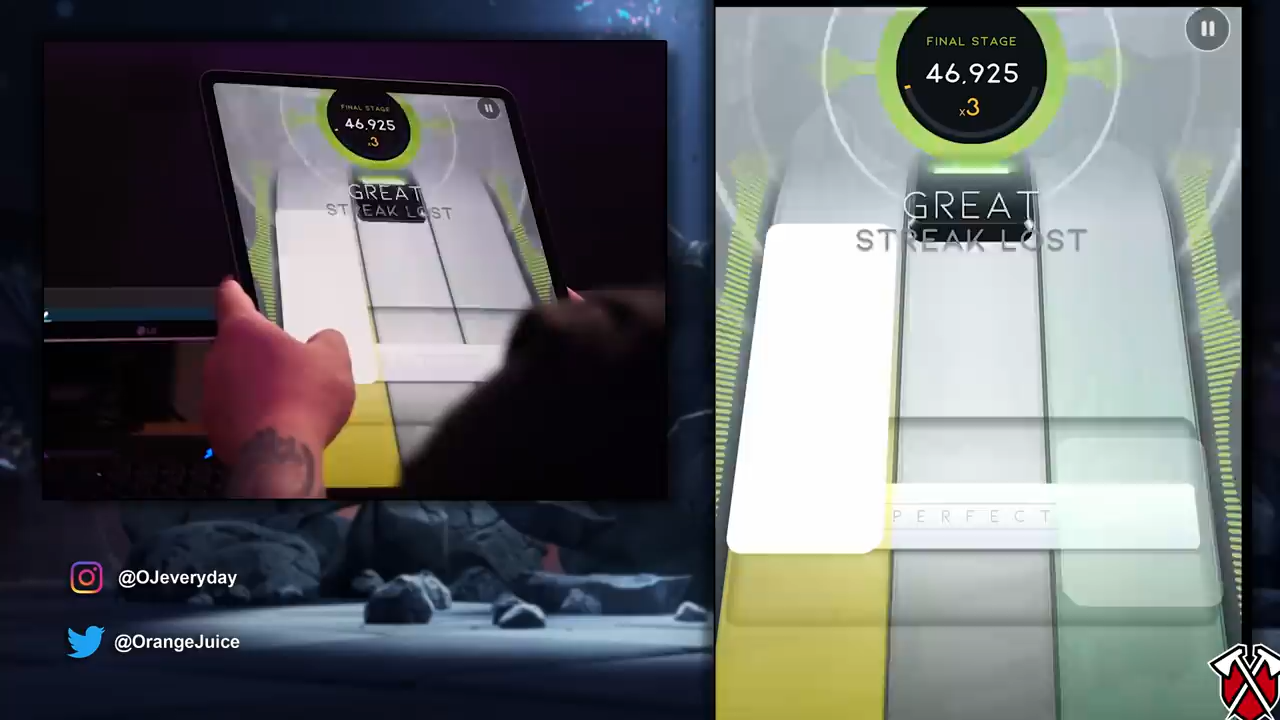 FINAL STAGE
46,925
x3
GREAT
STREAK LOST
LG
@OJeveryday
@OrangeJuice
FINAL STAGE
46,925
x3
GREAT
STREAK LOST
PERFECT